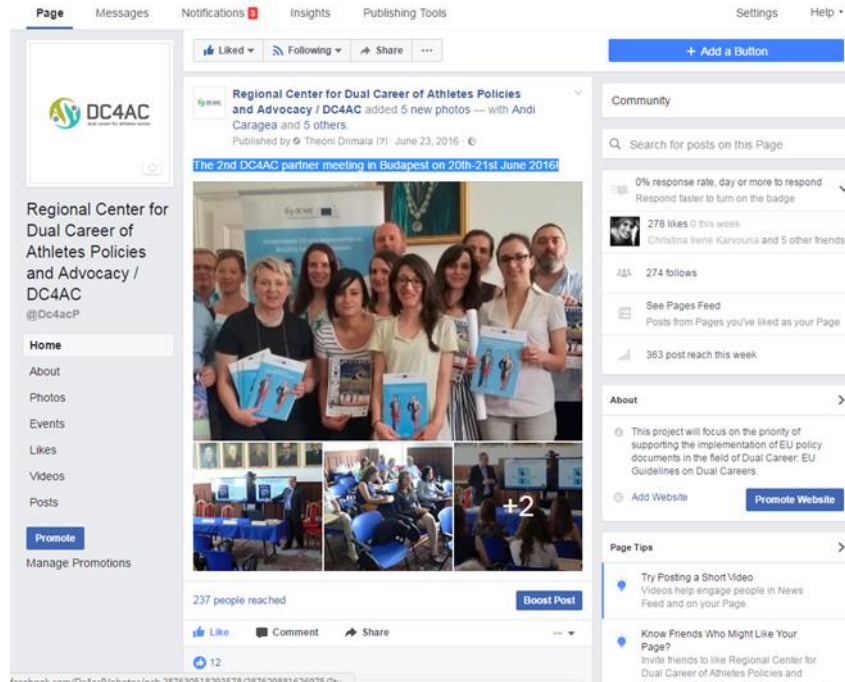 Page Messages Notifications 3 Insights Publishing Tools Settings Help
Liked Following Share ...
+ Add a Button
DC4AC
dual career for athletes center
Regional Center for
Dual Career of
Athletes Policies
and Advocacy /
DC4AC
@Dc4acP
Home
About
Photos
Events
Likes
Videos
Posts
Promote
Manage Promotions
Regional Center for Dual Career of Athletes Policies
and Advocacy / DC4AC added 5 new photos — with Andi
Caragea and 5 others.
Published by Theoni Drimala [?] · June 23, 2016 ·
The 2nd DC4AC partner meeting in Budapest on 20th-21st June 2016!
DC4AC
+2
237 people reached
Boost Post
Like Comment Share
12
Community
Search for posts on this Page
0% response rate, day or more to respond
Respond faster to turn on the badge
278 likes 0 this week
Christina Irene Karvouna and 5 other friends
274 follows
See Pages Feed
Posts from Pages you've liked as your Page
363 post reach this week
About
This project will focus on the priority of
supporting the implementation of EU policy
documents in the field of Dual Career: EU
Guidelines on Dual Careers.
Add Website
Promote Website
Page Tips
Try Posting a Short Video
Videos help engage people in News
Feed and on your Page.
Know Friends Who Might Like Your
Page?
Invite friends to like Regional Center for
Dual Career of Athletes Policies and